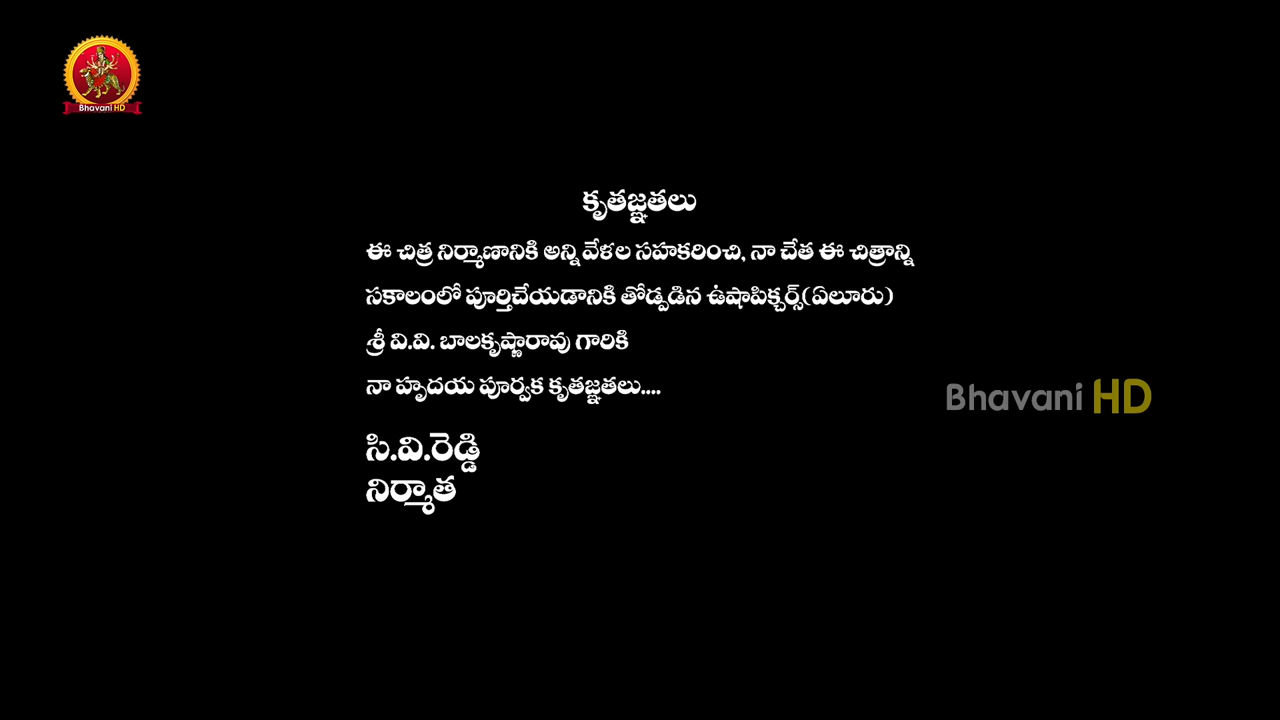 Bhavani HD
కృతజ్ఞతలు
ఈ చిత్ర నిర్మాణానికి అన్ని వేళల సహకరించి, నా చేత ఈ చిత్రాన్ని
సకాలంలో పూర్తిచేయడానికి తోడ్పడిన ఉషాపిక్చర్స్(ఏలూరు)
శ్రీ వి.వి. బాలకృష్ణారావు గారికి
నా హృదయ పూర్వక కృతజ్ఞతలు....
Bhavani HD
సి.వి.రెడ్డి
నిర్మాత